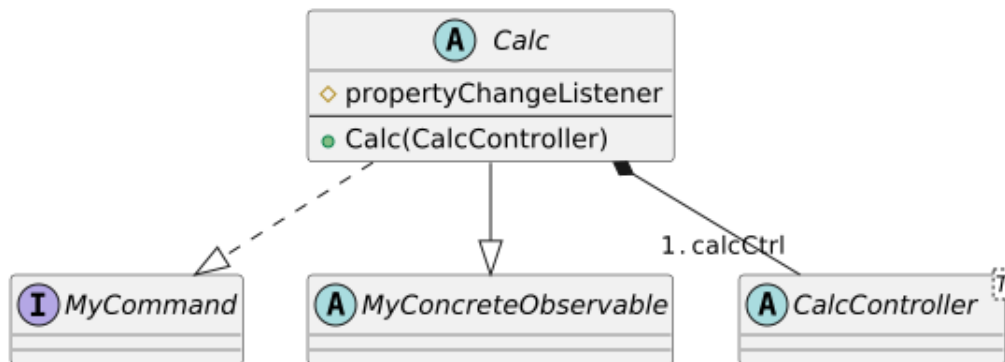 A Calc
propertyChangeListener
Calc(CalcController)
1. calcCtrl
I MyCommand
A MyConcreteObservable
A CalcController
T